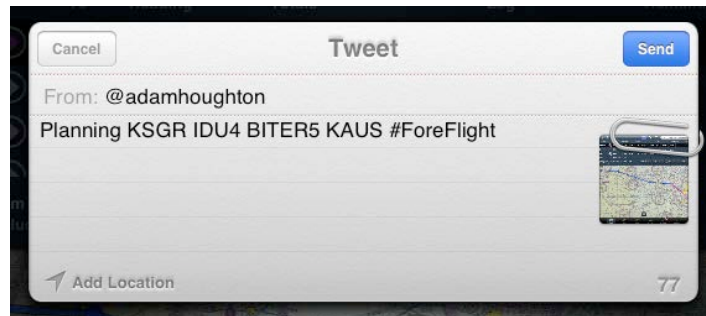 Cancel
Tweet
Send
From: @adamhoughton
Planning KSGR IDU4 BITER5 KAUS #ForeFlight
Add Location
77